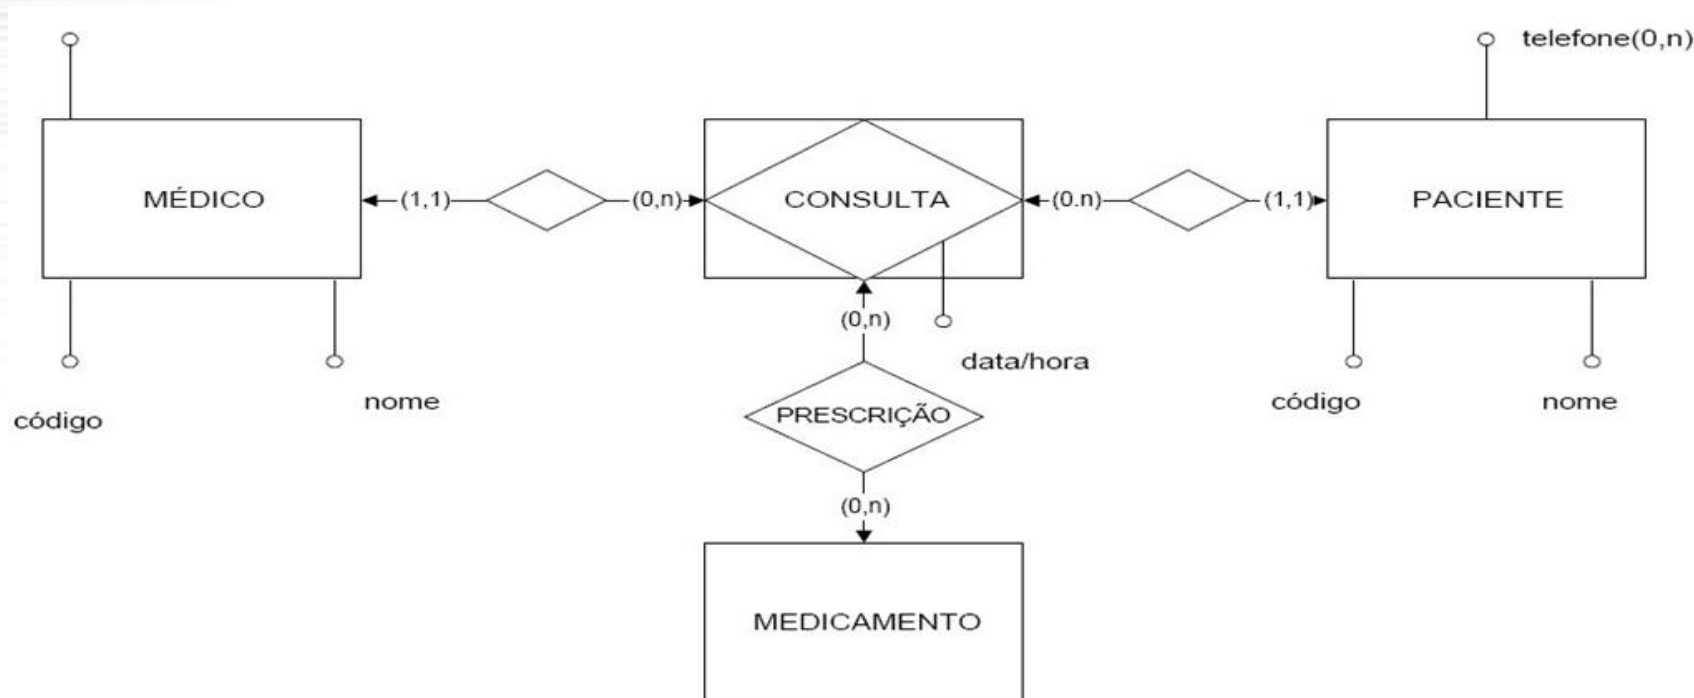 telefone(0,n)
MÉDICO
(1,1)
(0,n)
CONSULTA
(0.n)
(1,1)
PACIENTE
(0,n)
data/hora
código
nome
PRESCRIÇÃO
código
nome
(0,n)
MEDICAMENTO